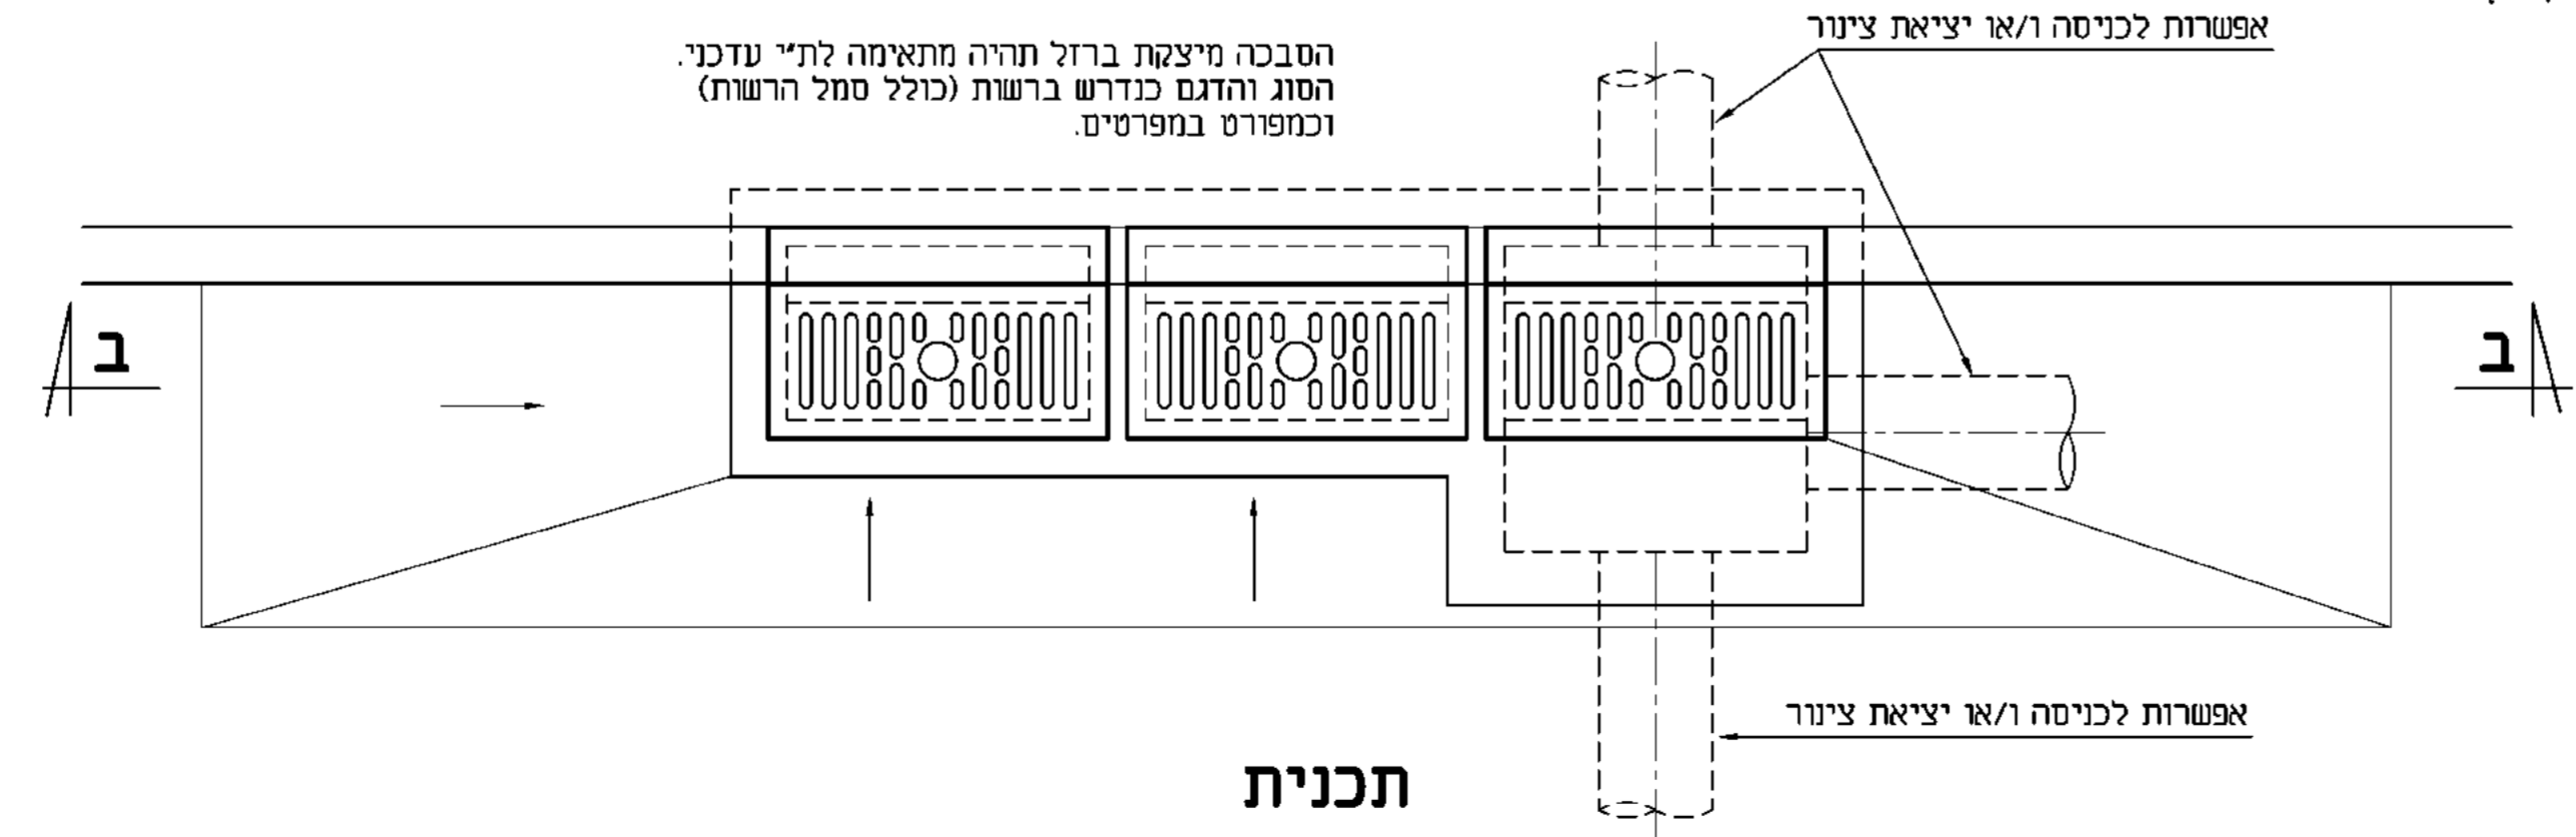 אפשרות לכניסה ו/או יציאת צינור
הסבכה מיצקת ברזל תהיה מתאימה לת״י עדכני.
הסוג והדגם כנדרש ברשות (כולל סמל הרשות)
וכמפורט במפרטים.
ב
ב
אפשרות לכניסה ו/או יציאת צינור
תכנית